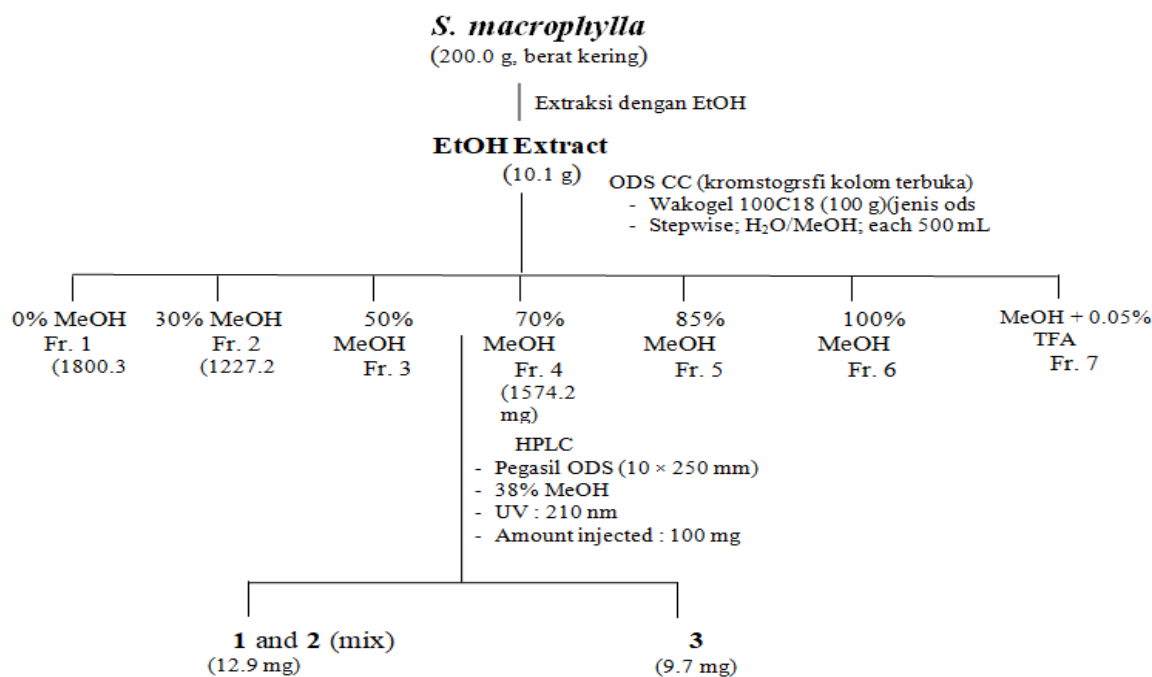 S. macrophylla
(200.0 g, berat kering)
Extraksi dengan EtOH
EtOH Extract
(10.1 g)
ODS CC (kromstogrsfi kolom terbuka)
- Wakogel 100C18 (100 g)(jenis ods
- Stepwise; H₂O/MeOH; each 500 mL
0% MeOH
Fr. 1
(1800.3
30% MeOH
Fr. 2
(1227.2
50%
MeOH
Fr. 3
70%
MeOH
Fr. 4
(1574.2
mg)
85%
MeOH
Fr. 5
100%
MeOH
Fr. 6
MeOH + 0.05%
TFA
Fr. 7
HPLC
- Pegasil ODS (10 × 250 mm)
- 38% MeOH
- UV : 210 nm
- Amount injected : 100 mg
1 and 2 (mix)
(12.9 mg)
3
(9.7 mg)